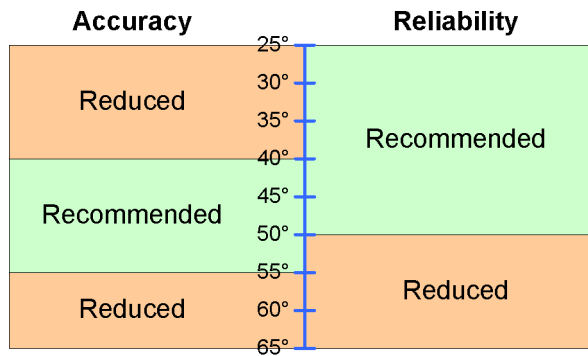 Accuracy
Reliability
25°
30°
Reduced
35°
Recommended
40°
45°
Recommended
50°
55°
Reduced
Reduced
60°
65°